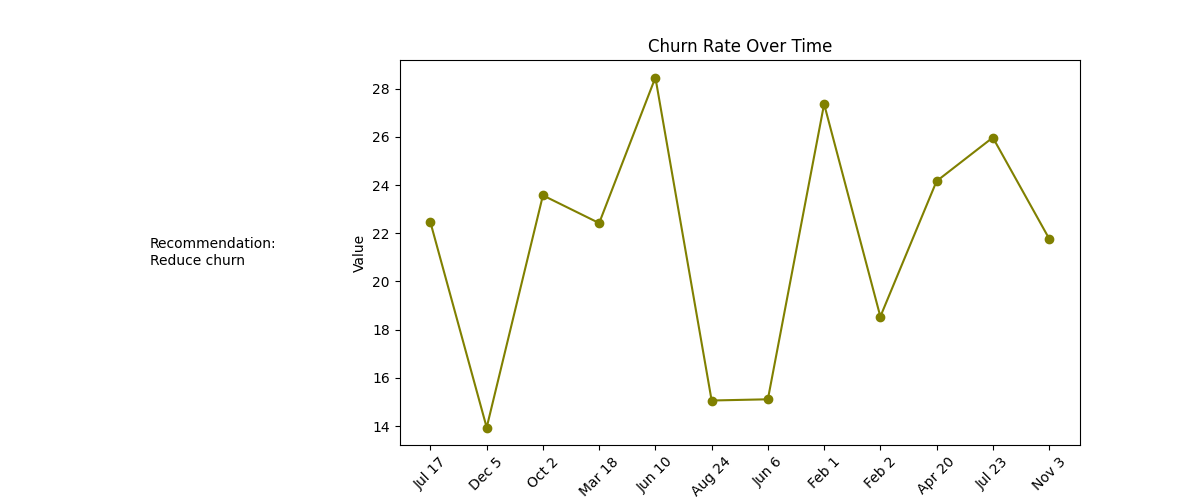 Churn Rate Over Time
Recommendation:
Reduce churn
Value
28
26
24
22
20
18
16
14
Jul 17
Dec 5
Oct 2
Mar 18
Jun 10
Aug 24
Jun 6
Feb 1
Feb 2
Apr 20
Jul 23
Nov 3